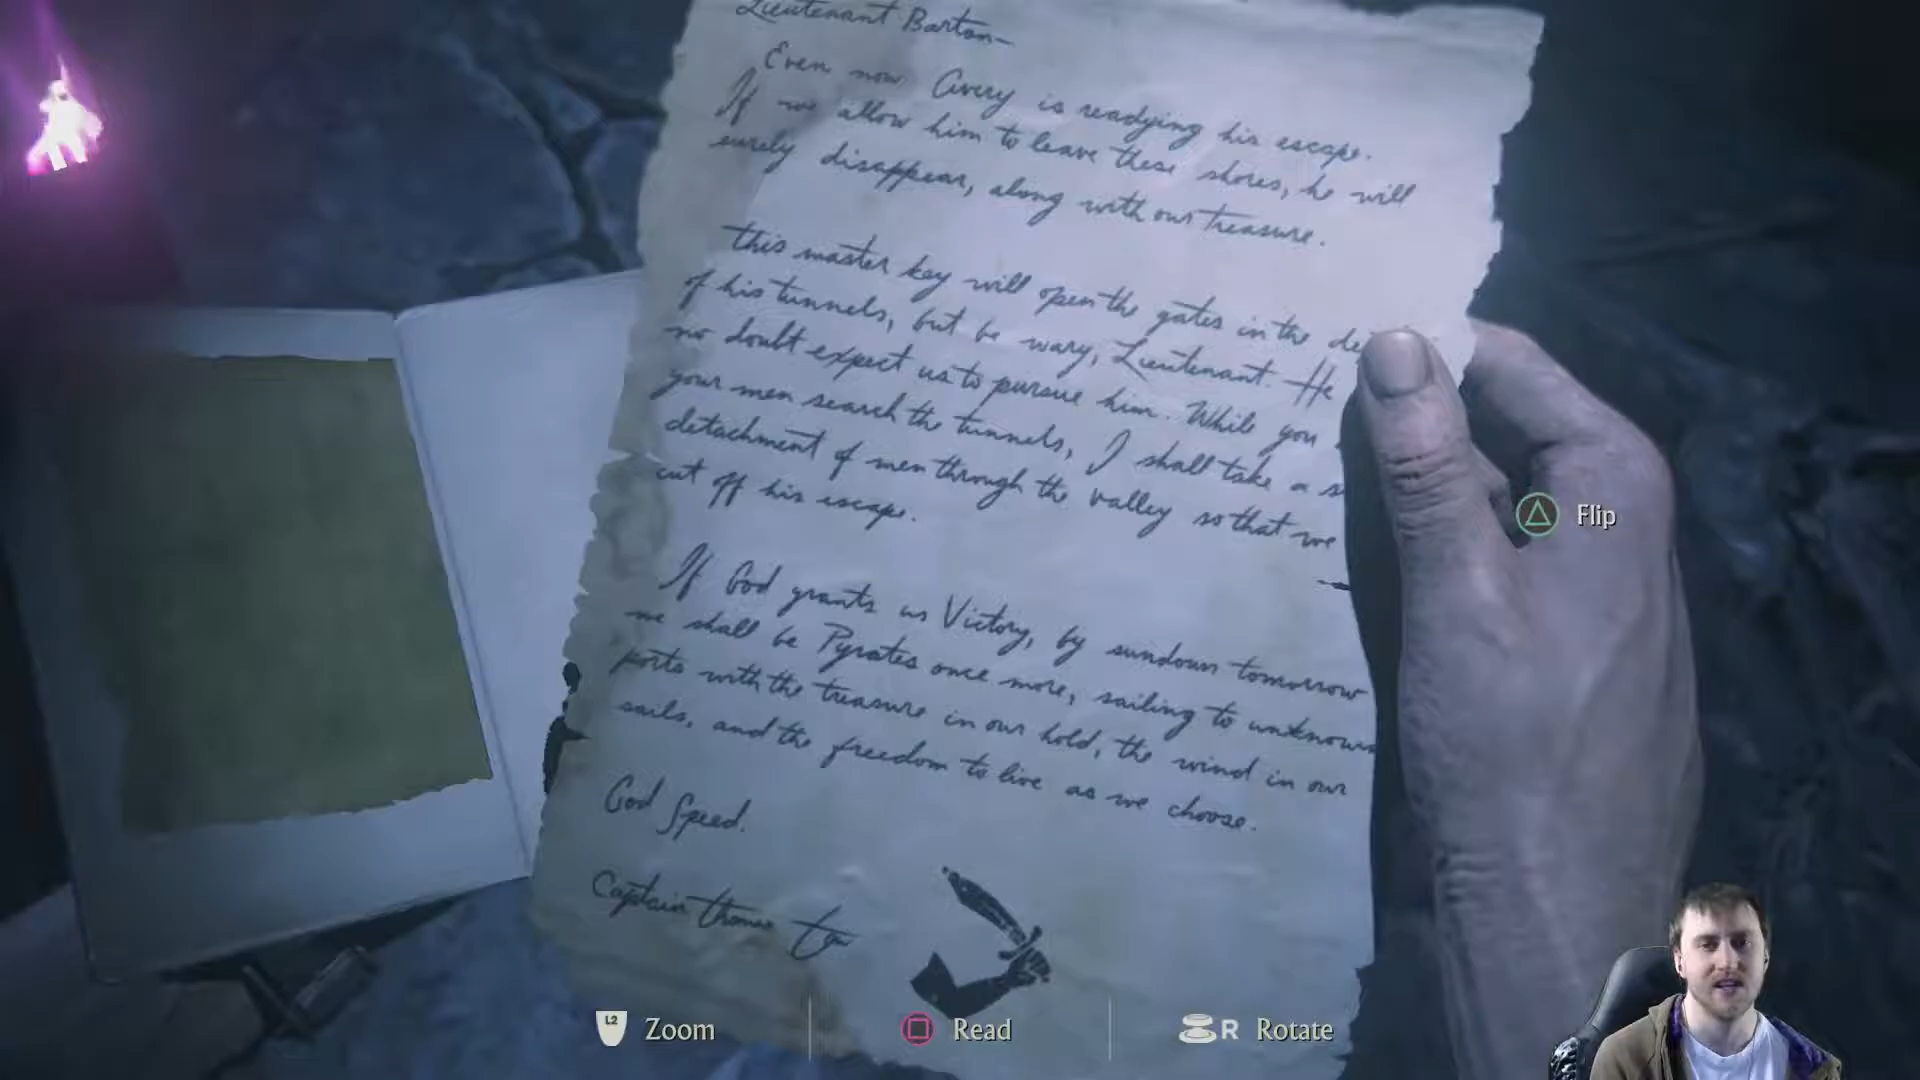 Lieutenant Barton—
Even now Avery is readying his escape.
If we allow him to leave these shores, he will
surely disappear, along with our treasure.
this master key will open the gates in the de
of his tunnels, but be wary, Lieutenant. He
no doubt expect us to pursue him. While you
your men search the tunnels, I shall take a s
detachment of men through the valley so that we
cut off his escape.
If God grants us Victory, by sundown tomorrow
we shall be Pyrates once more, sailing to unknown
ports with the treasure in our hold, the wind in our
sails, and the freedom to live as we choose.
God Speed.
Captain Thomas Tew
Flip
L2 Zoom
Read
R Rotate